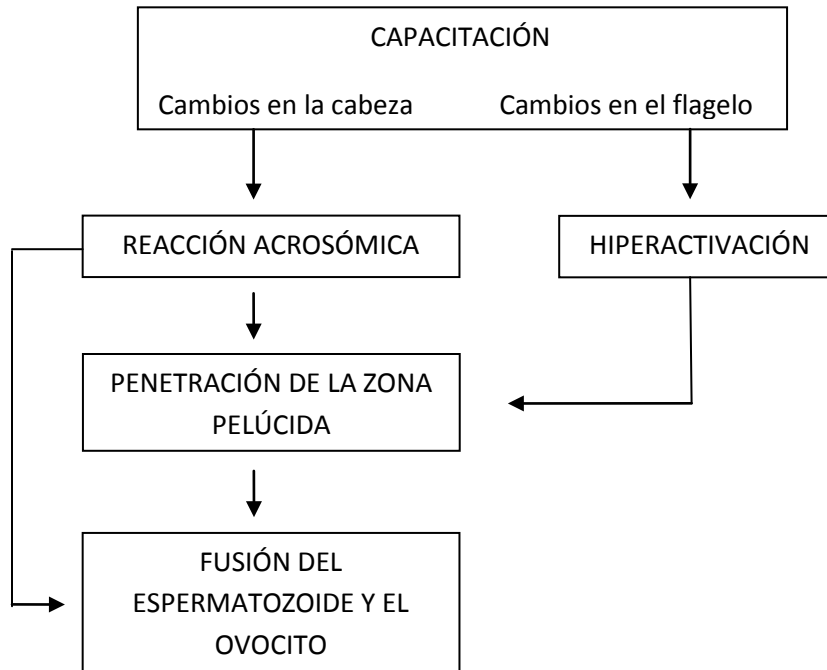 CAPACITACIÓN
Cambios en la cabeza
Cambios en el flagelo
REACCIÓN ACROSÓMICA
HIPERACTIVACIÓN
PENETRACIÓN DE LA ZONA
PELÚCIDA
FUSIÓN DEL
ESPERMATOZOIDE Y EL
OVOCITO